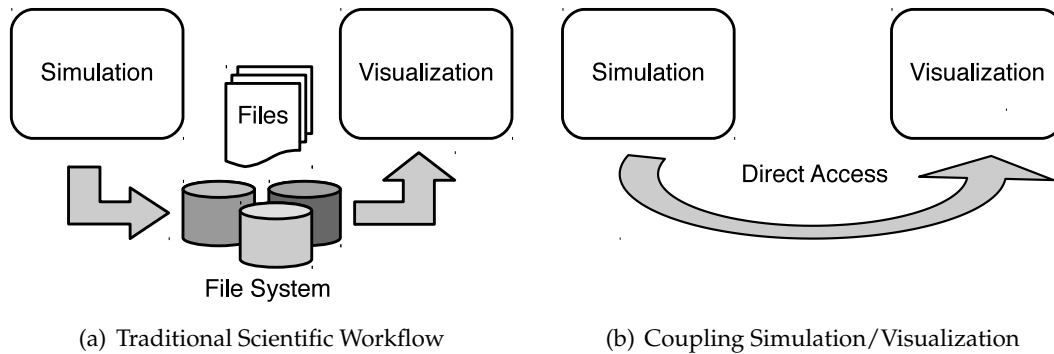 Simulation
Files
Visualization
File System
(a) Traditional Scientific Workflow
Simulation
Visualization
Direct Access
(b) Coupling Simulation/Visualization